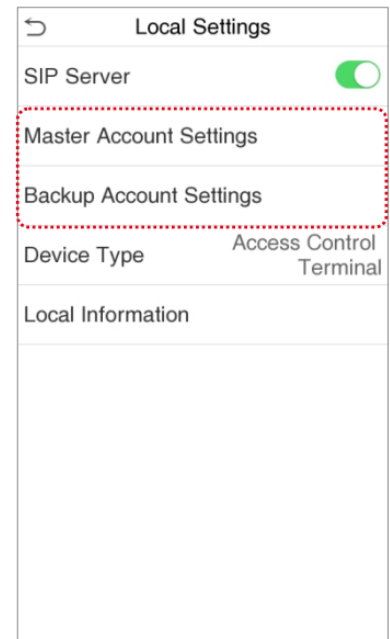 Local Settings
SIP Server
Master Account Settings
Backup Account Settings
Device Type
Access Control
Terminal
Local Information